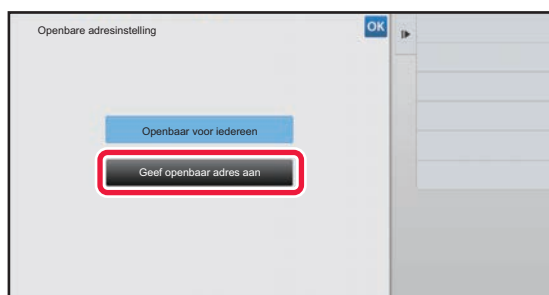 Openbare adresinstelling
OK
Openbaar voor iedereen
Geef openbaar adres aan